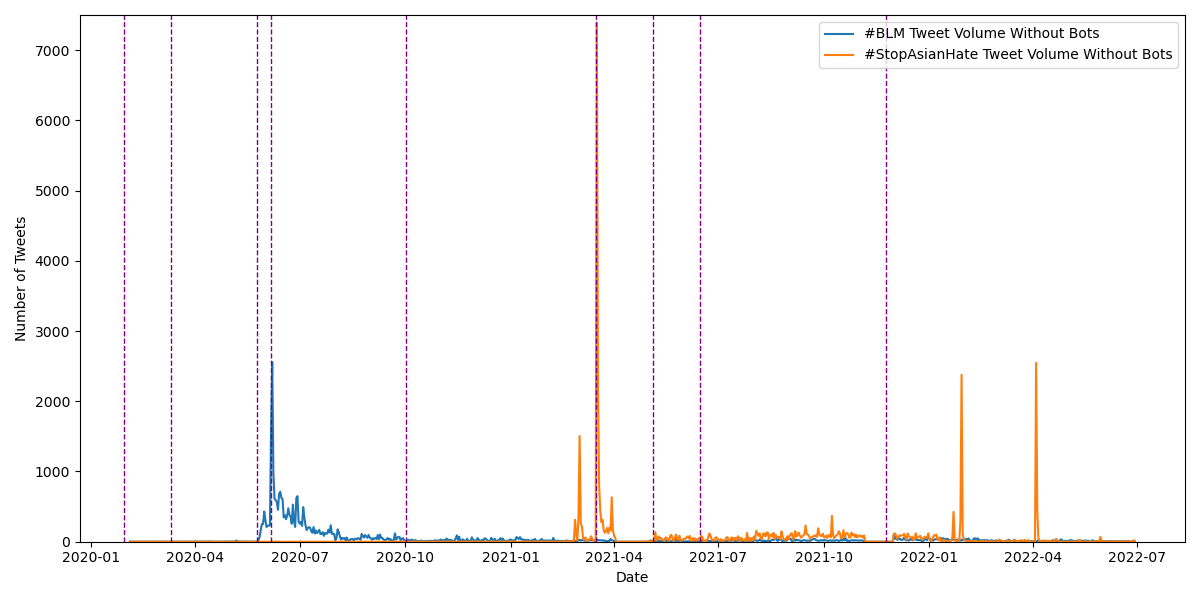 #BLM Tweet Volume Without Bots
#StopAsianHate Tweet Volume Without Bots
Number of Tweets
7000
6000
5000
4000
3000
2000
1000
0
2020-01 2020-04 2020-07 2020-10 2021-01 2021-04 2021-07 2021-10 2022-01 2022-04 2022-07
Date